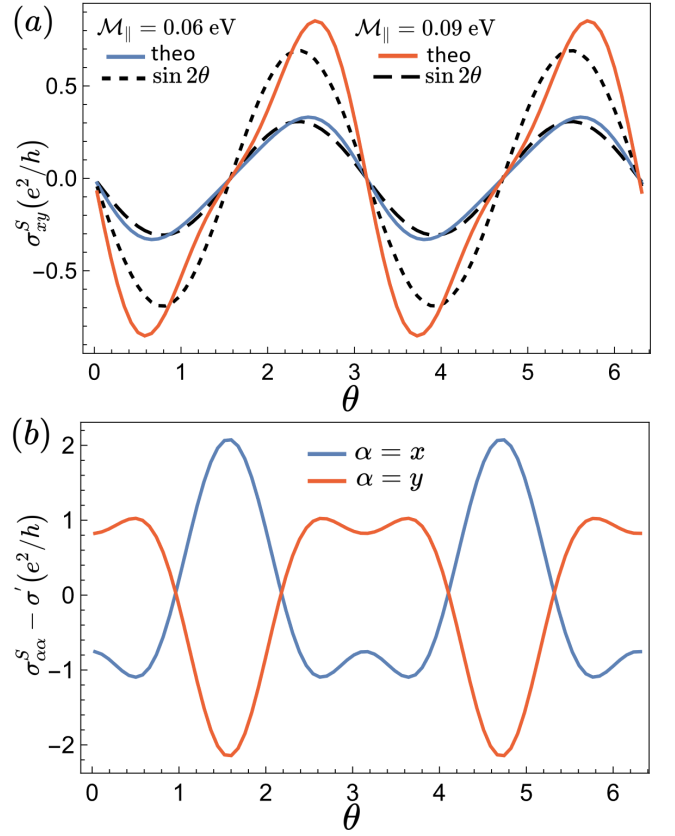 (a)
𝓜∥ = 0.06 eV
theo
sin 2θ
𝓜∥ = 0.09 eV
theo
sin 2θ
σ^S_xy (e²/h)
0.5
0.0
−0.5
0 1 2 3 4 5 6
θ
(b)
α = x
α = y
σ^S_αα − σ′ (e²/h)
2
1
0
−1
−2
0 1 2 3 4 5 6
θ